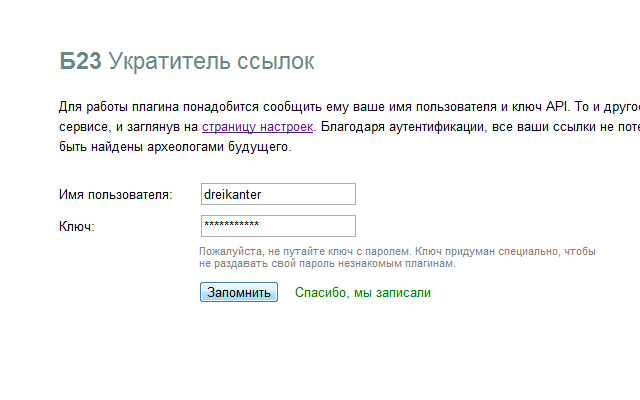 Б23 Укратитель ссылок
Для работы плагина понадобится сообщить ему ваше имя пользователя и ключ API. То и
сервисе, и заглянув на страницу настроек. Благодаря аутентификации, все ваши ссылки не
быть найдены археологами будущего.
Имя пользователя: dreikanter
Ключ: ***********
Пожалуйста, не путайте ключ с паролем. Ключ придуман специально, чтобы
не раздавать свой пароль незнакомым плагинам.
Запомнить Спасибо, мы записали